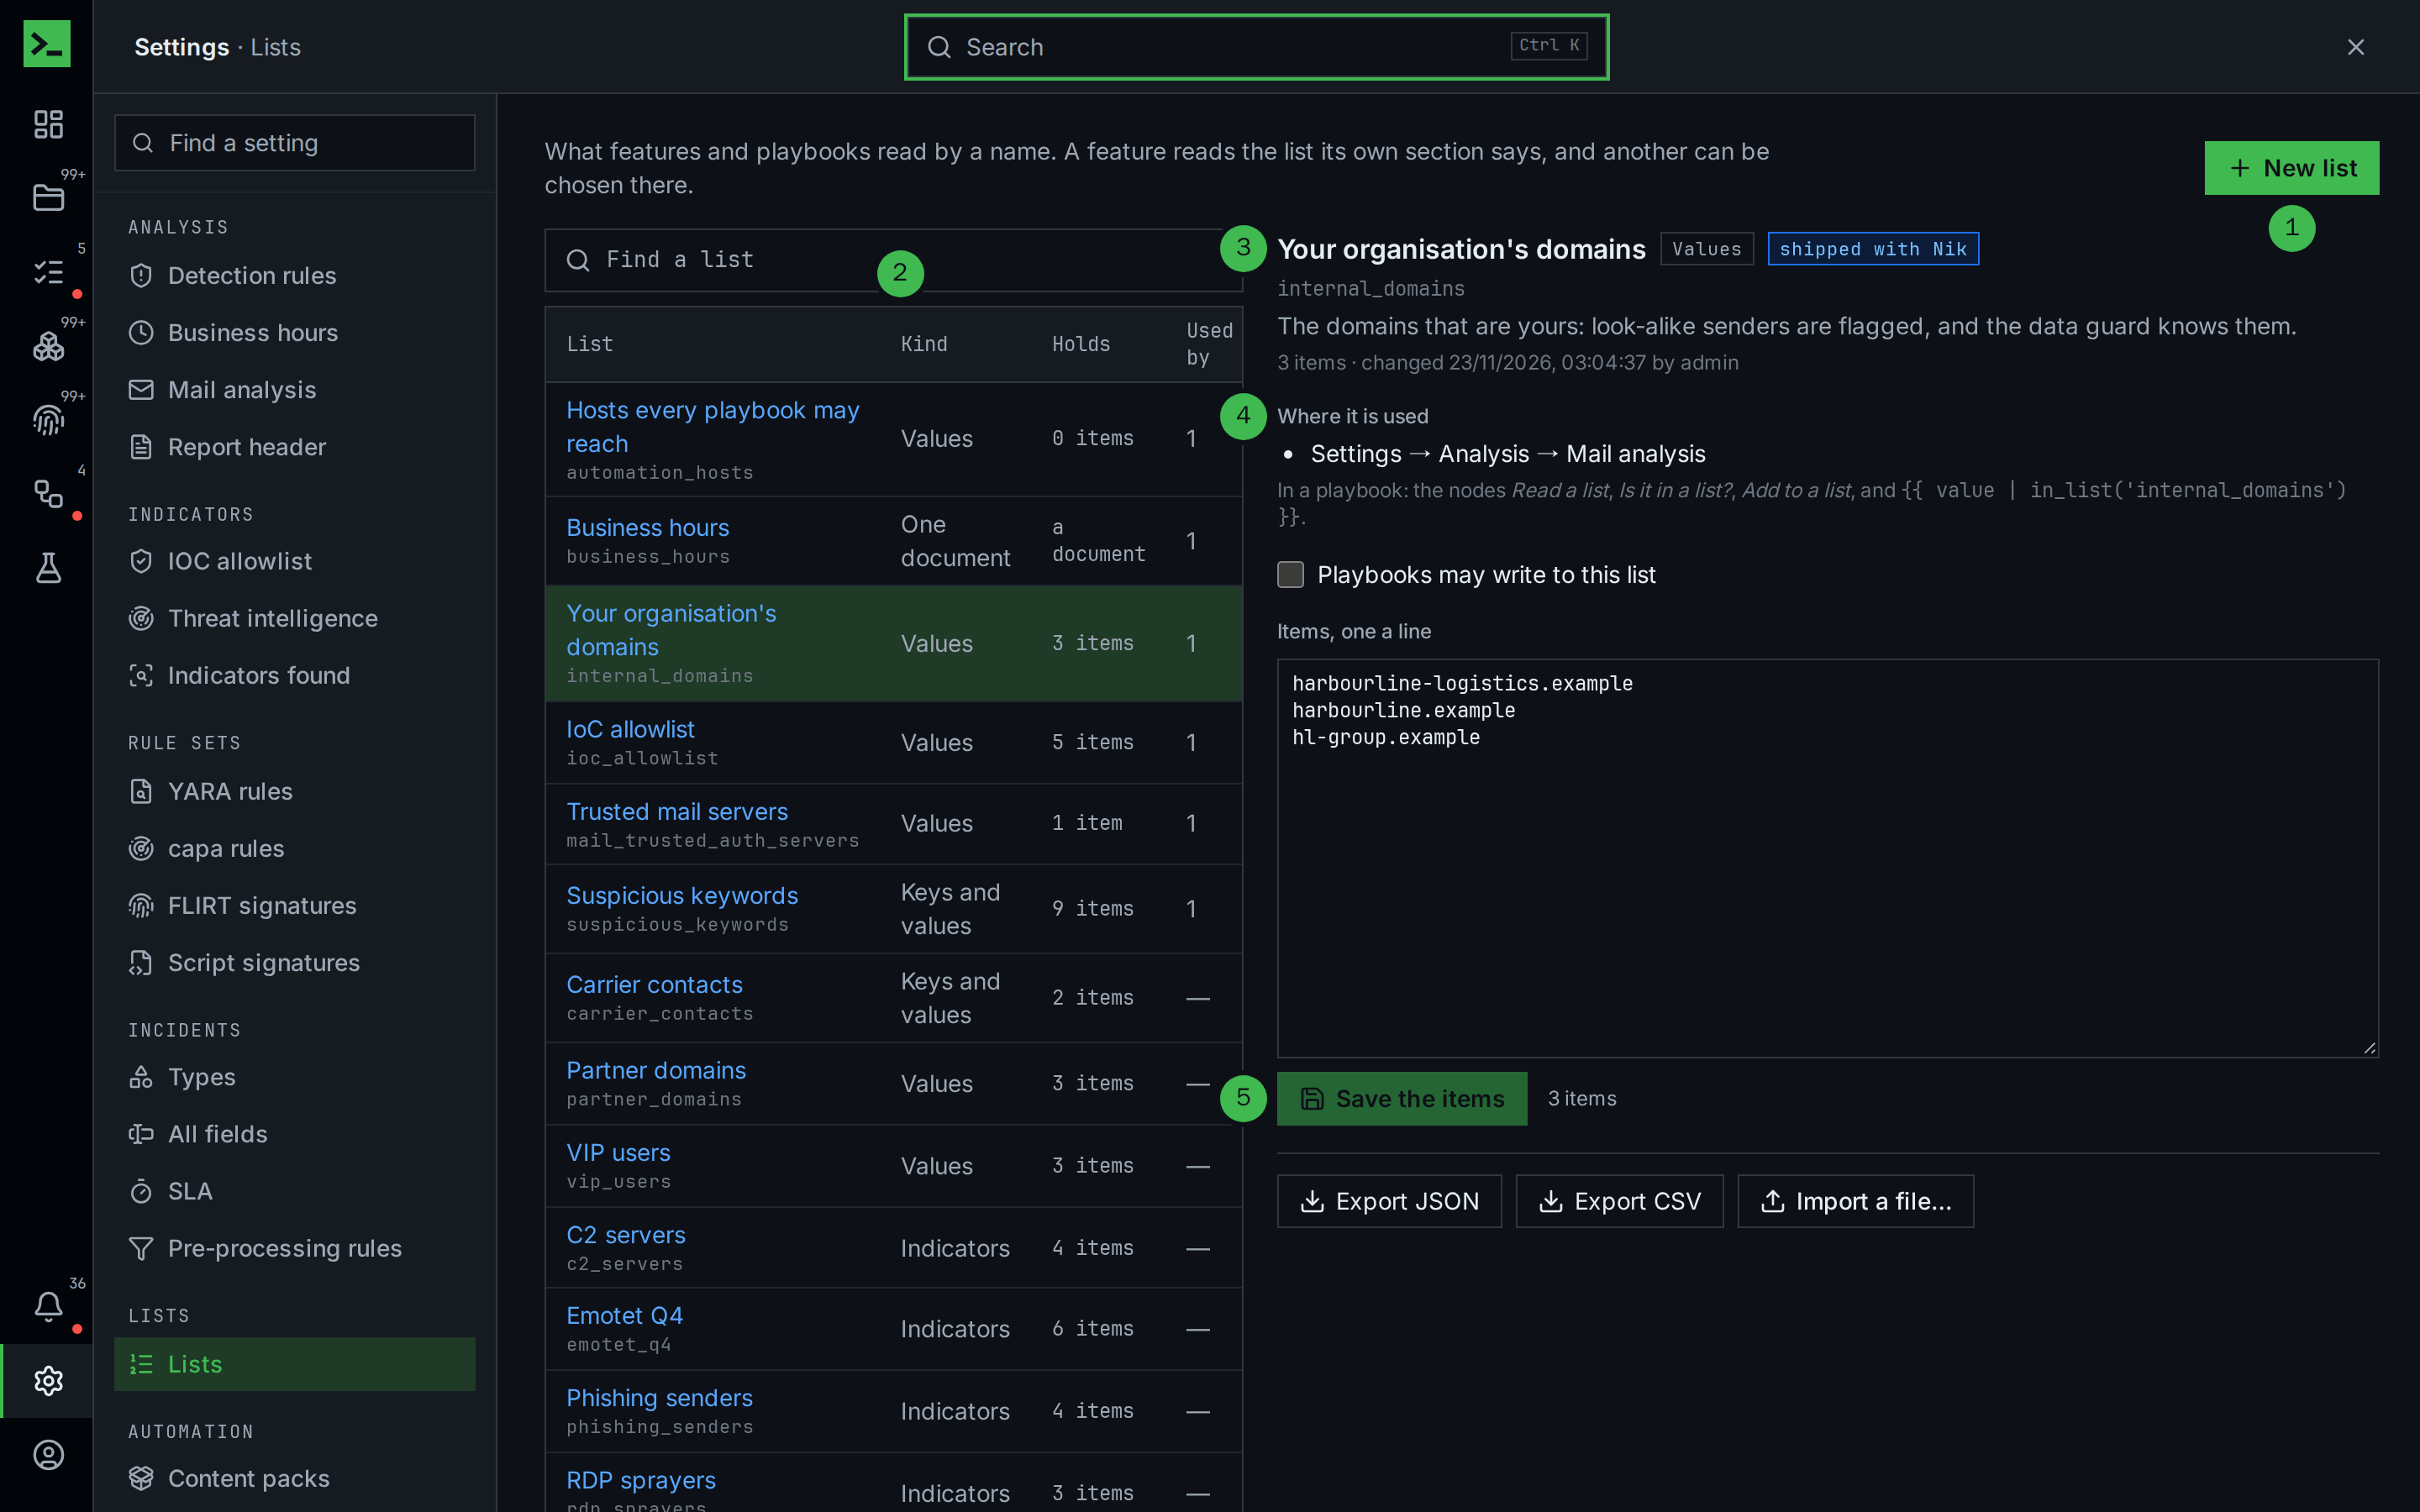 Settings · Lists
Search
Ctrl K
99+
5
99+
99+
4
36
Find a setting
ANALYSIS
Detection rules
Business hours
Mail analysis
Report header
INDICATORS
IOC allowlist
Threat intelligence
Indicators found
RULE SETS
YARA rules
capa rules
FLIRT signatures
Script signatures
INCIDENTS
Types
All fields
SLA
Pre-processing rules
LISTS
Lists
AUTOMATION
Content packs
What features and playbooks read by a name. A feature reads the list its own section says, and another can be
chosen there.
New list
1
Find a list
2
List Kind Holds Used by
Hosts every playbook may reach
automation_hosts
Values 0 items 1
Business hours
business_hours
One document a document 1
Your organisation's domains
internal_domains
Values 3 items 1
IoC allowlist
ioc_allowlist
Values 5 items 1
Trusted mail servers
mail_trusted_auth_servers
Values 1 item 1
Suspicious keywords
suspicious_keywords
Keys and values 9 items 1
Carrier contacts
carrier_contacts
Keys and values 2 items —
Partner domains
partner_domains
Values 3 items —
VIP users
vip_users
Values 3 items —
C2 servers
c2_servers
Indicators 4 items —
Emotet Q4
emotet_q4
Indicators 6 items —
Phishing senders
phishing_senders
Indicators 4 items —
RDP sprayers
rdp_sprayers
Indicators 3 items —
3
Your organisation's domains Values shipped with Nik
internal_domains
The domains that are yours: look-alike senders are flagged, and the data guard knows them.
3 items · changed 23/11/2026, 03:04:37 by admin
4
Where it is used
• Settings → Analysis → Mail analysis
In a playbook: the nodes Read a list, Is it in a list?, Add to a list, and {{ value | in_list('internal_domains')
}}.
Playbooks may write to this list
Items, one a line
harbourline-logistics.example
harbourline.example
hl-group.example
5
Save the items 3 items
Export JSON Export CSV Import a file...